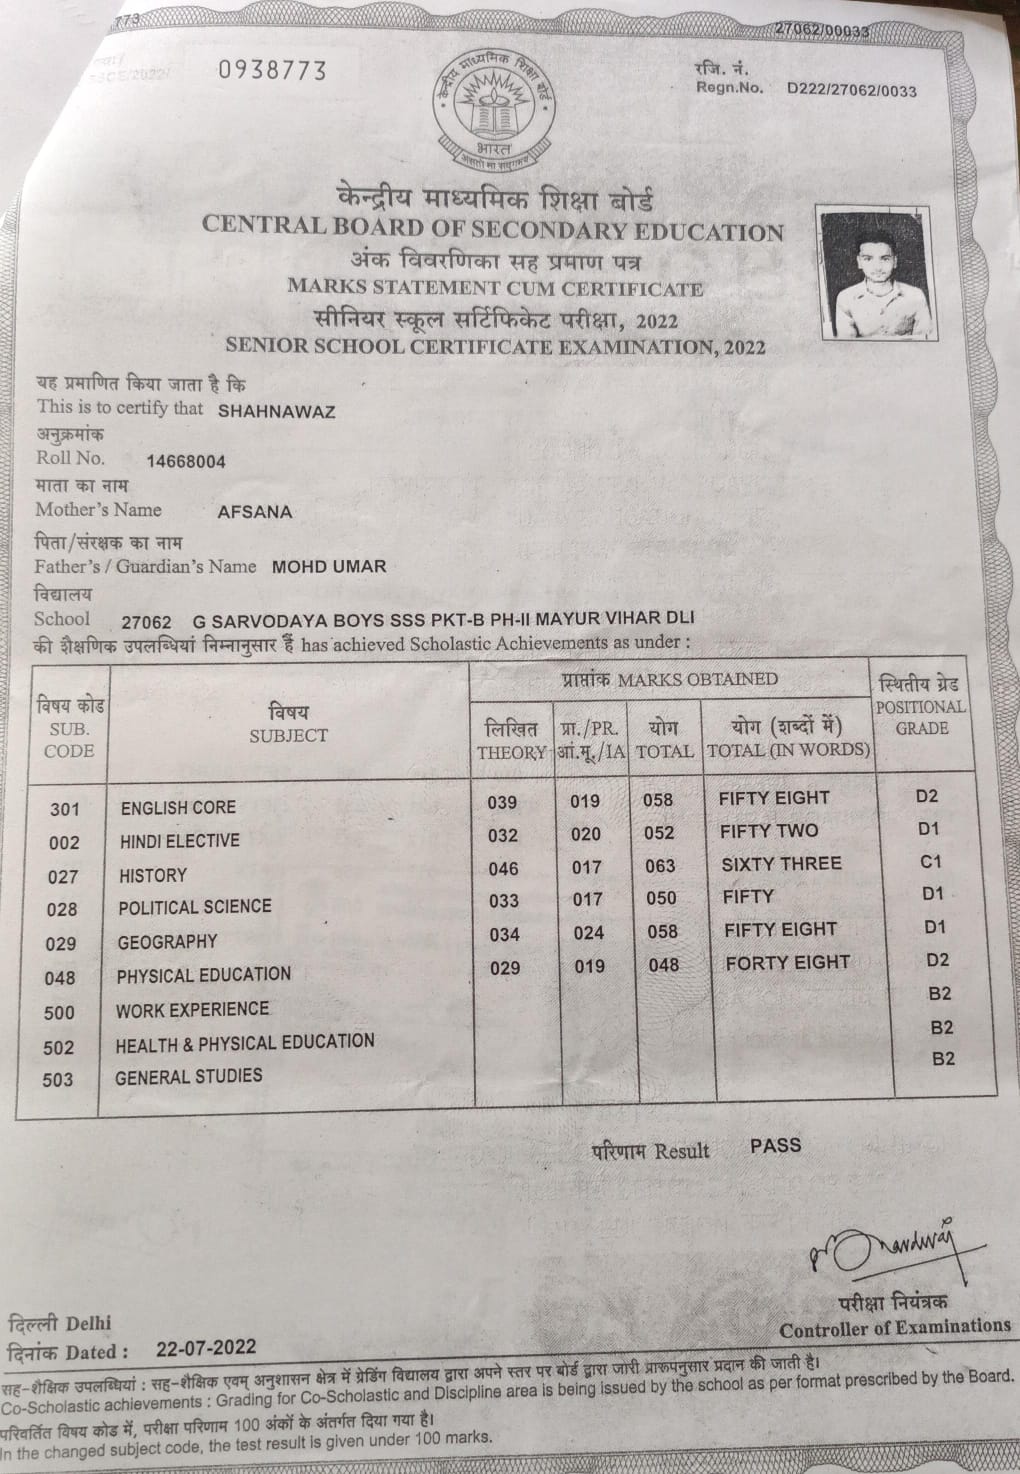 773
27062/00033
0938773
रजि. नं.
Regn.No. D222/27062/0033
केन्द्रीय माध्यमिक शिक्षा बोर्ड
भारत
असतो मा सद्गमय
केन्द्रीय माध्यमिक शिक्षा बोर्ड
CENTRAL BOARD OF SECONDARY EDUCATION
अंक विवरणिका सह प्रमाण पत्र
MARKS STATEMENT CUM CERTIFICATE
सीनियर स्कूल सर्टिफिकेट परीक्षा, 2022
SENIOR SCHOOL CERTIFICATE EXAMINATION, 2022
यह प्रमाणित किया जाता है कि
This is to certify that SHAHNAWAZ
अनुक्रमांक
Roll No. 14668004
माता का नाम
Mother's Name AFSANA
पिता/संरक्षक का नाम
Father's / Guardian's Name MOHD UMAR
विद्यालय
School 27062 G SARVODAYA BOYS SSS PKT-B PH-II MAYUR VIHAR DLI
की शैक्षणिक उपलब्धियां निम्नानुसार हैं has achieved Scholastic Achievements as under :
विषय कोड
SUB.
CODE
विषय
SUBJECT
प्राप्तांक MARKS OBTAINED
लिखित
THEORY
प्रा./PR.
आं.मू./IA
योग
TOTAL
योग (शब्दों में)
TOTAL (IN WORDS)
स्थितीय ग्रेड
POSITIONAL
GRADE
301 ENGLISH CORE 039 019 058 FIFTY EIGHT D2
002 HINDI ELECTIVE 032 020 052 FIFTY TWO D1
027 HISTORY 046 017 063 SIXTY THREE C1
028 POLITICAL SCIENCE 033 017 050 FIFTY D1
029 GEOGRAPHY 034 024 058 FIFTY EIGHT D1
048 PHYSICAL EDUCATION 029 019 048 FORTY EIGHT D2
500 WORK EXPERIENCE B2
502 HEALTH & PHYSICAL EDUCATION B2
503 GENERAL STUDIES B2
परिणाम Result PASS
परीक्षा नियंत्रक
Controller of Examinations
दिल्ली Delhi
दिनांक Dated : 22-07-2022
सह-शैक्षिक उपलब्धियां : सह-शैक्षिक एवम् अनुशासन क्षेत्र में ग्रेडिंग विद्यालय द्वारा अपने स्तर पर बोर्ड द्वारा जारी प्रारूपनुसार प्रदान की जाती है।
Co-Scholastic achievements : Grading for Co-Scholastic and Discipline area is being issued by the school as per format prescribed by the Board.
परिवर्तित विषय कोड में, परीक्षा परिणाम 100 अंकों के अंतर्गत दिया गया है।
In the changed subject code, the test result is given under 100 marks.